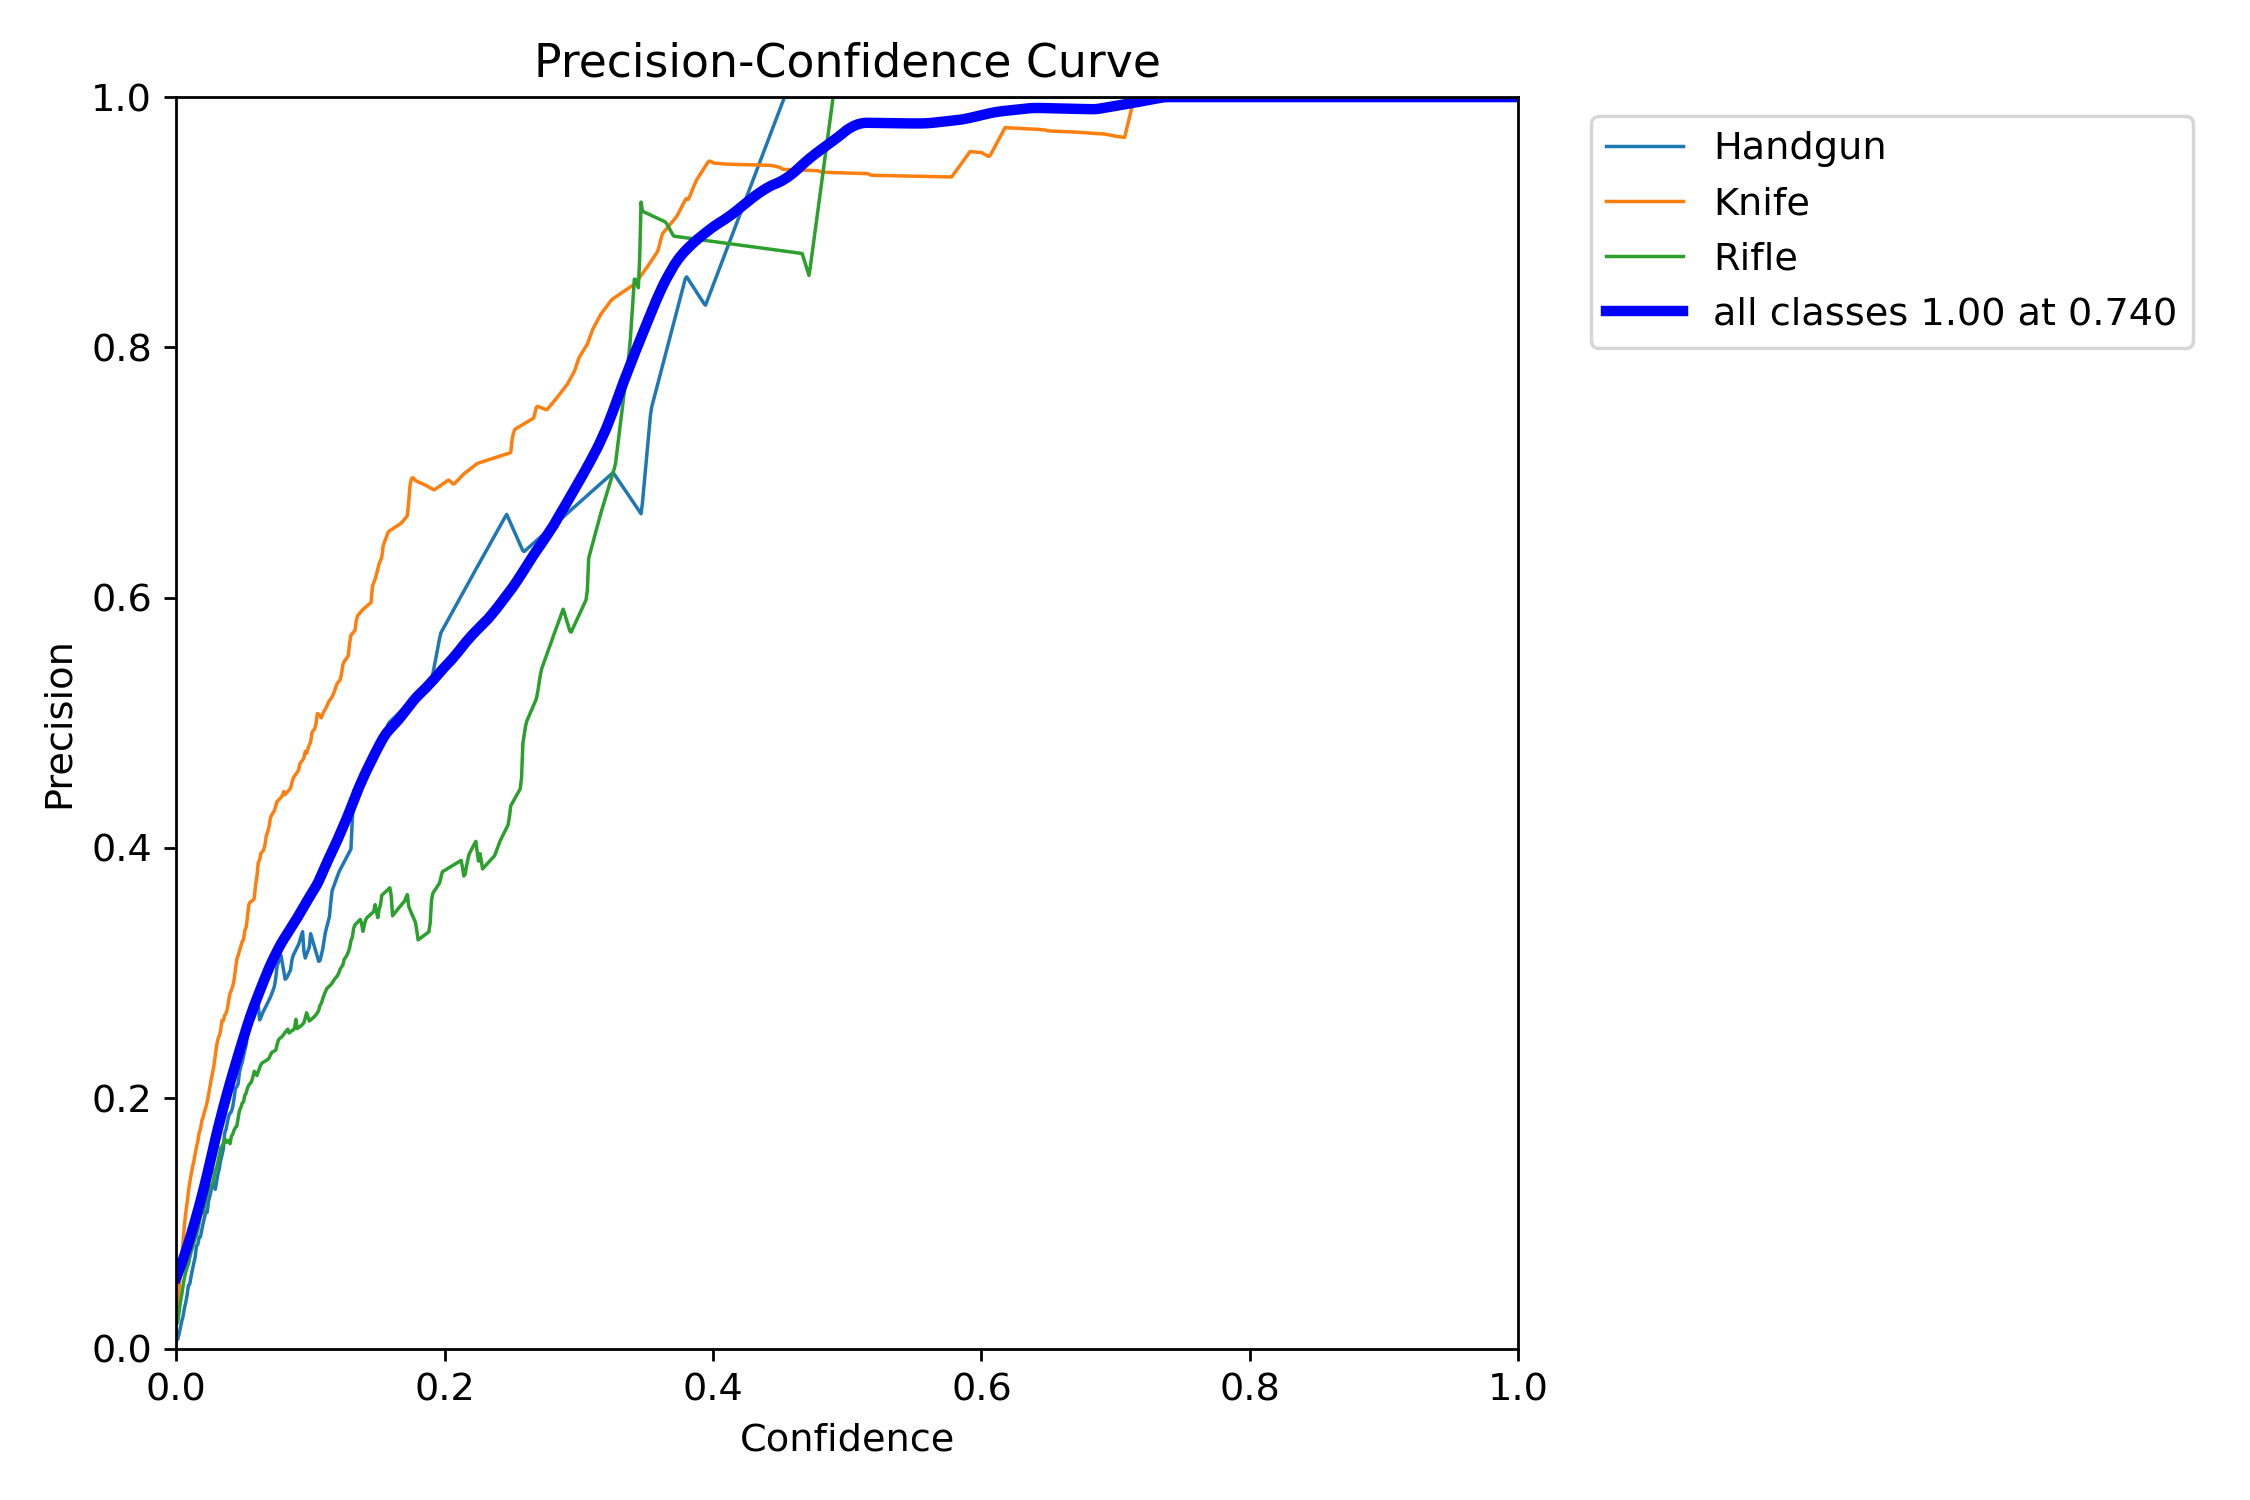 Precision-Confidence Curve
1.0
0.8
0.6
0.4
0.2
0.0
Precision
0.0 0.2 0.4 0.6 0.8 1.0
Confidence
Handgun
Knife
Rifle
all classes 1.00 at 0.740